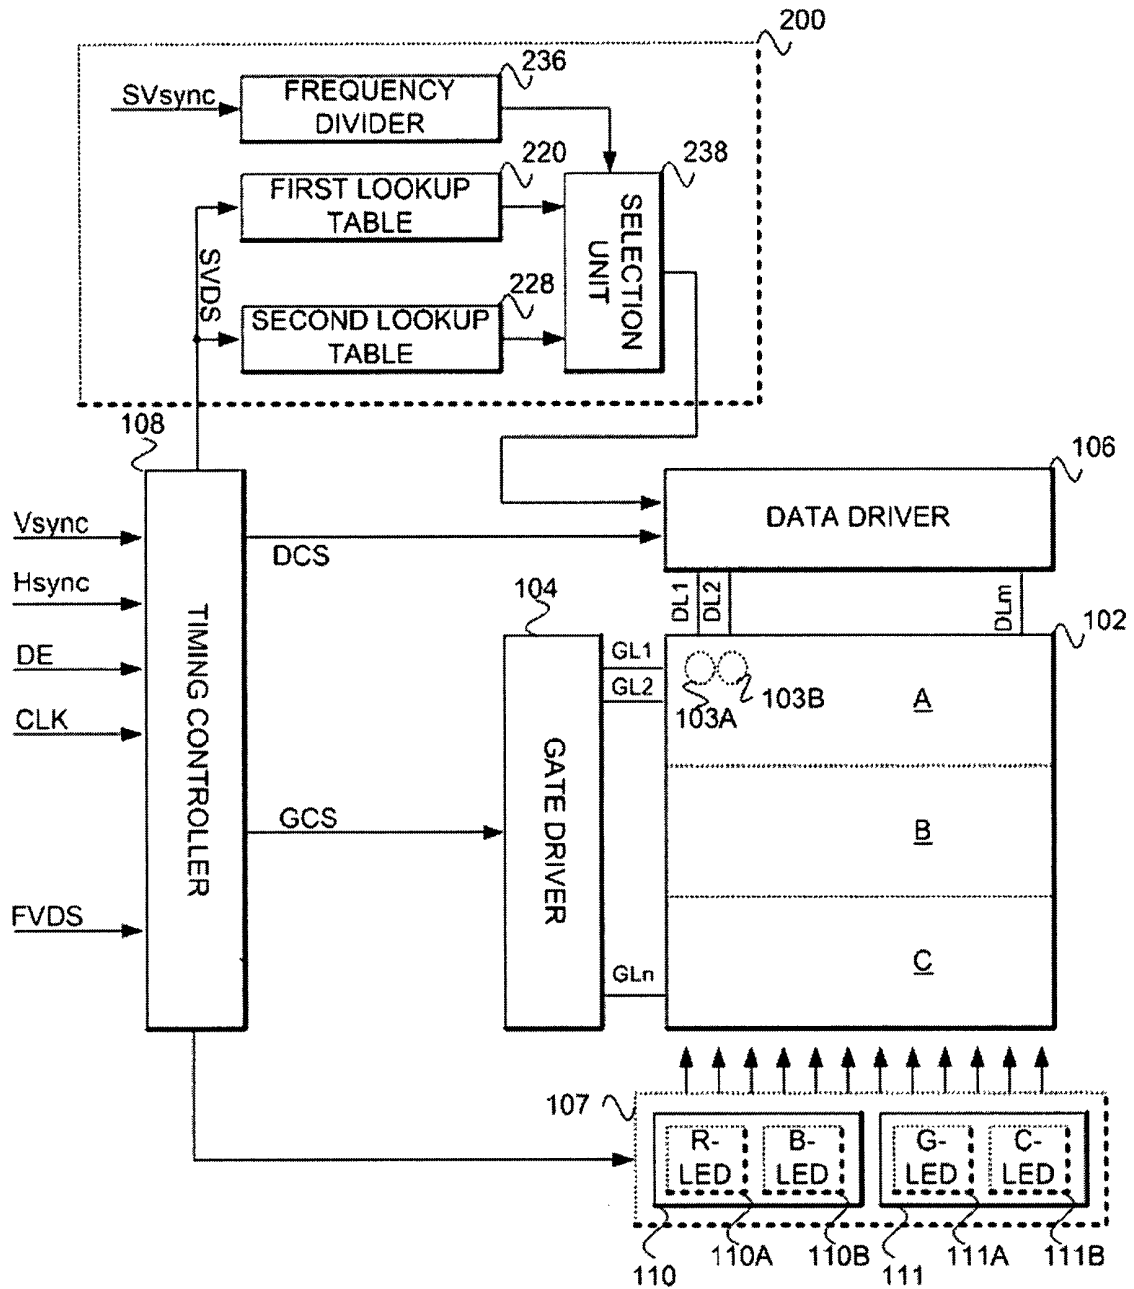 200
236
SVsync
FREQUENCY
DIVIDER
220
238
FIRST LOOKUP
TABLE
SELECTION
UNIT
SVDS
228
SECOND LOOKUP
TABLE
108
106
Vsync
DATA DRIVER
DCS
Hsync
104
DL1
DL2
DLm
102
TIMING CONTROLLER
DE
GL1
GL2
103A
103B
A
CLK
GATE DRIVER
GCS
B
FVDS
GLn
C
107
R-
LED
B-
LED
G-
LED
C-
LED
110
110A
110B
111
111A
111B